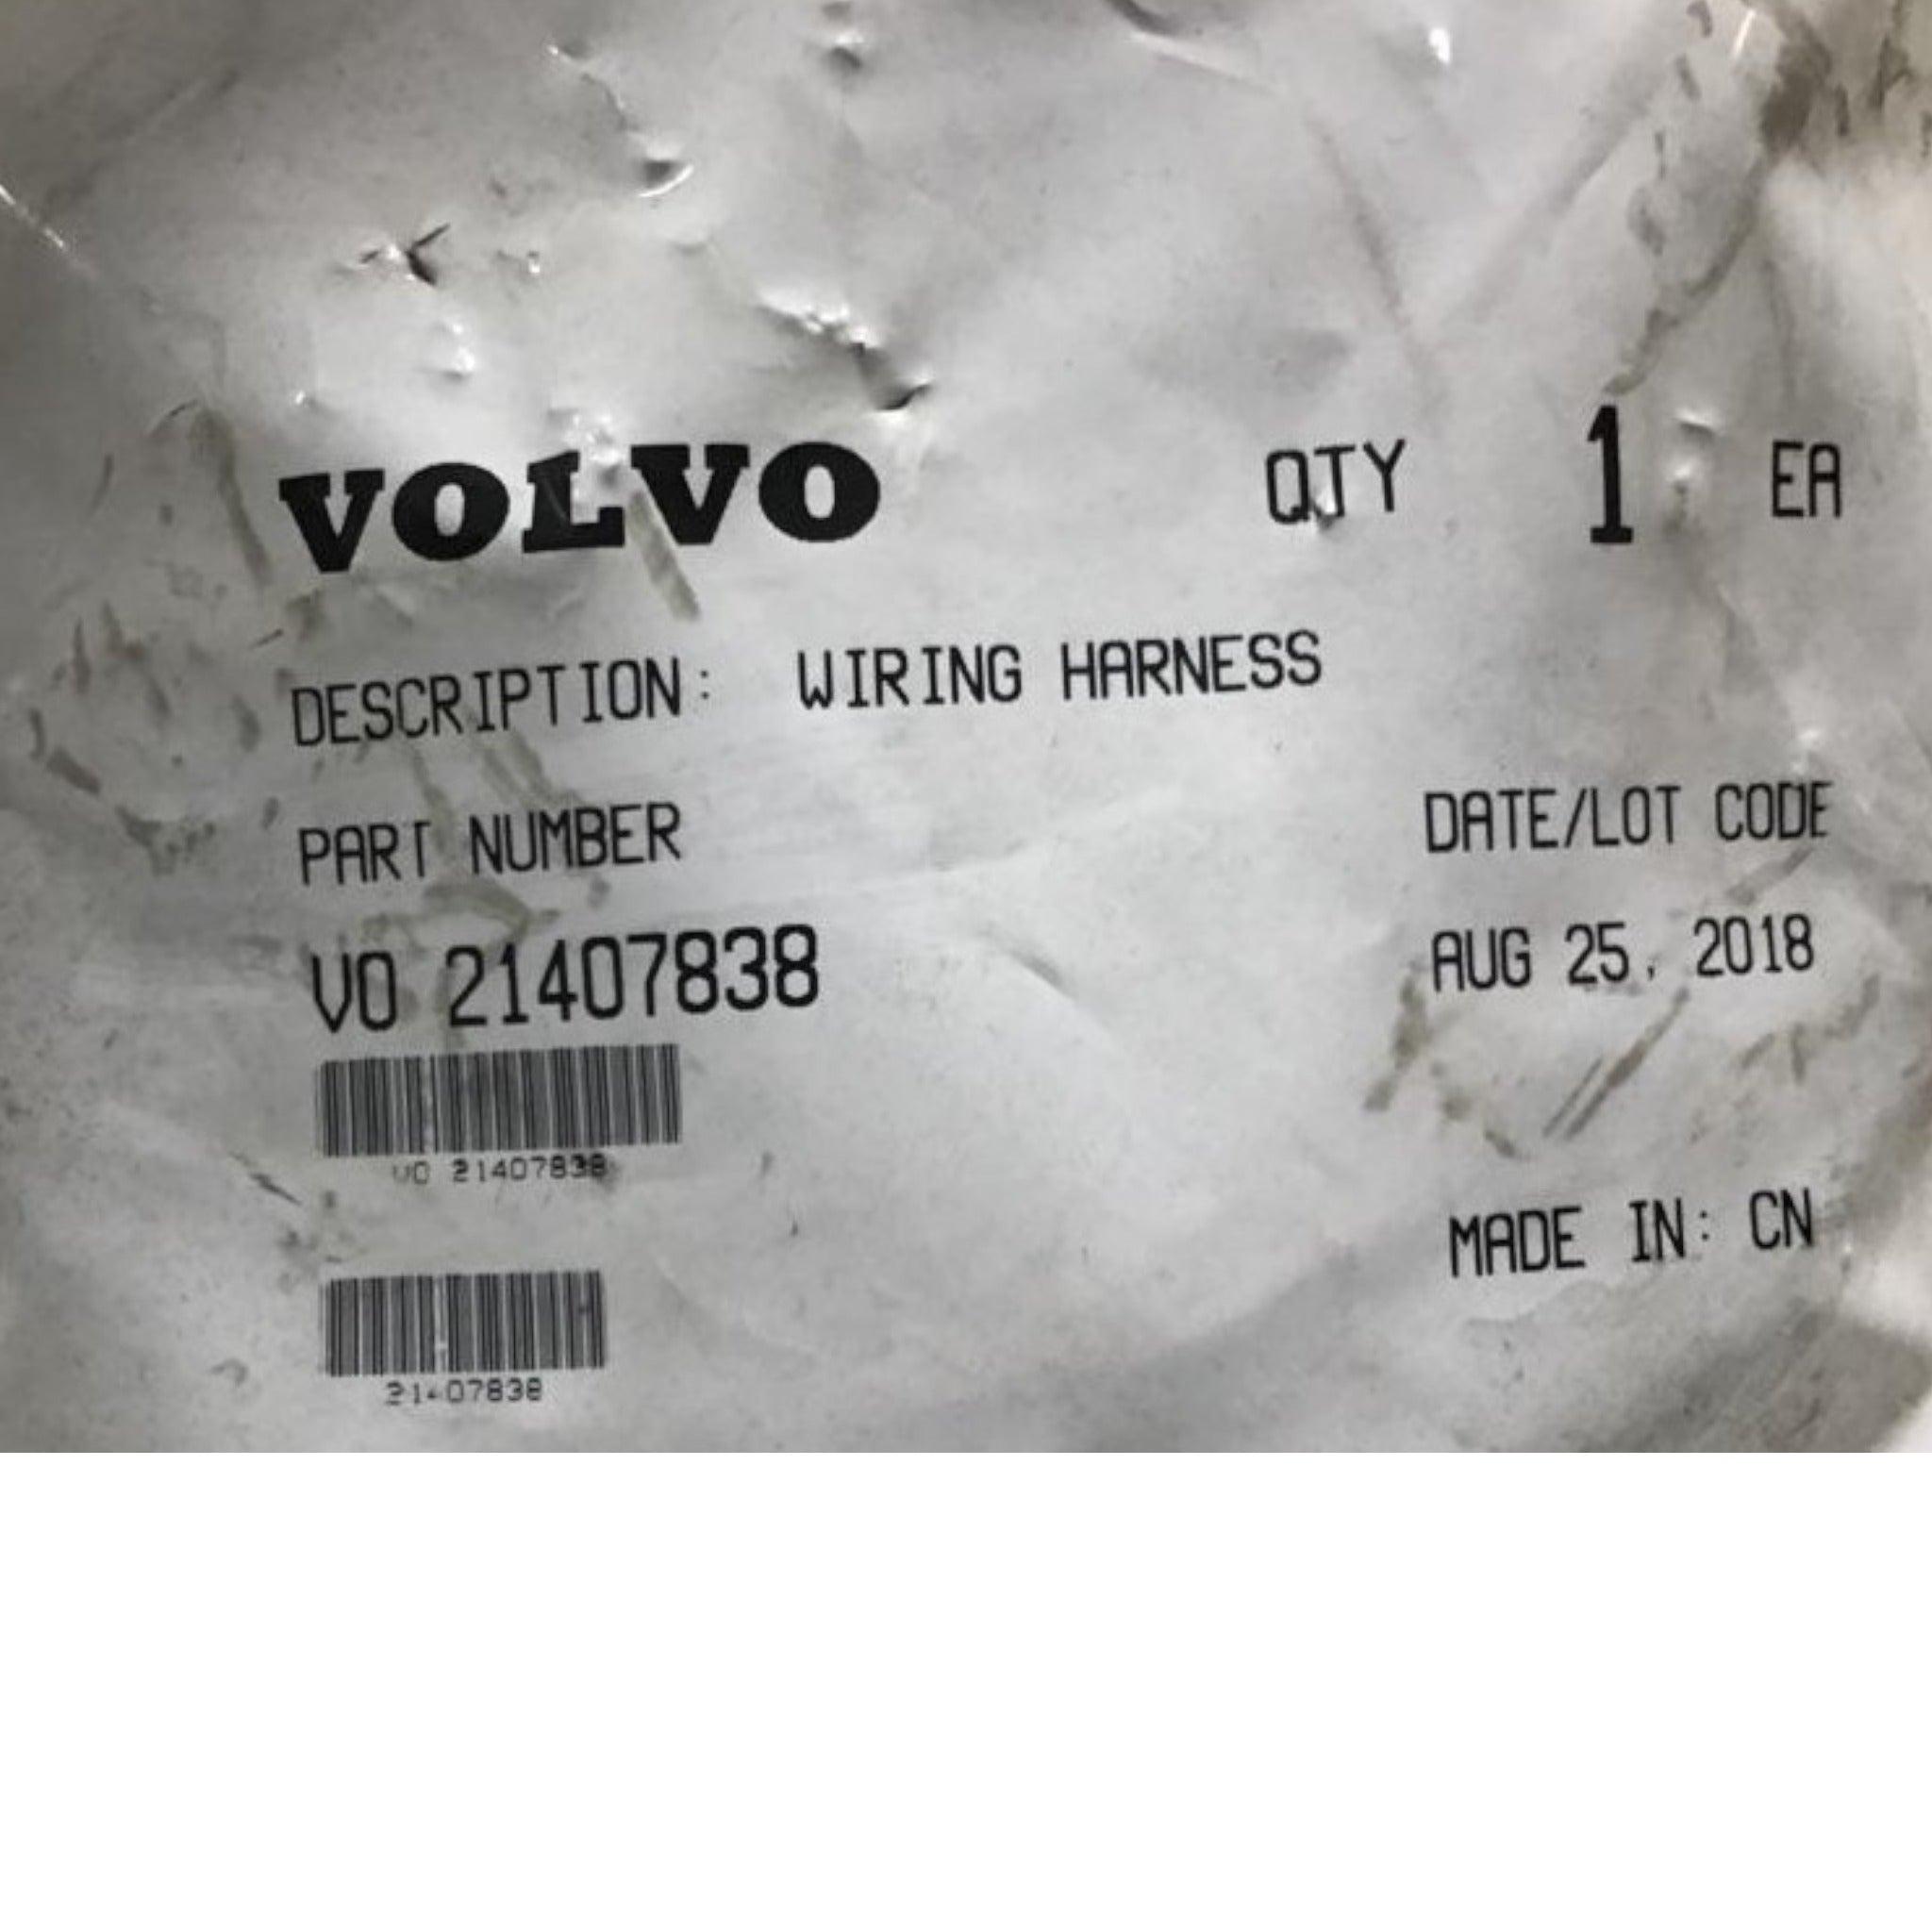 VOLVO QTY 1 EA
DESCRIPTION: WIRING HARNESS
PART NUMBER DATE/LOT CODE
VO 21407838 AUG 25, 2018
VO 21407838
MADE IN: CN
21407838